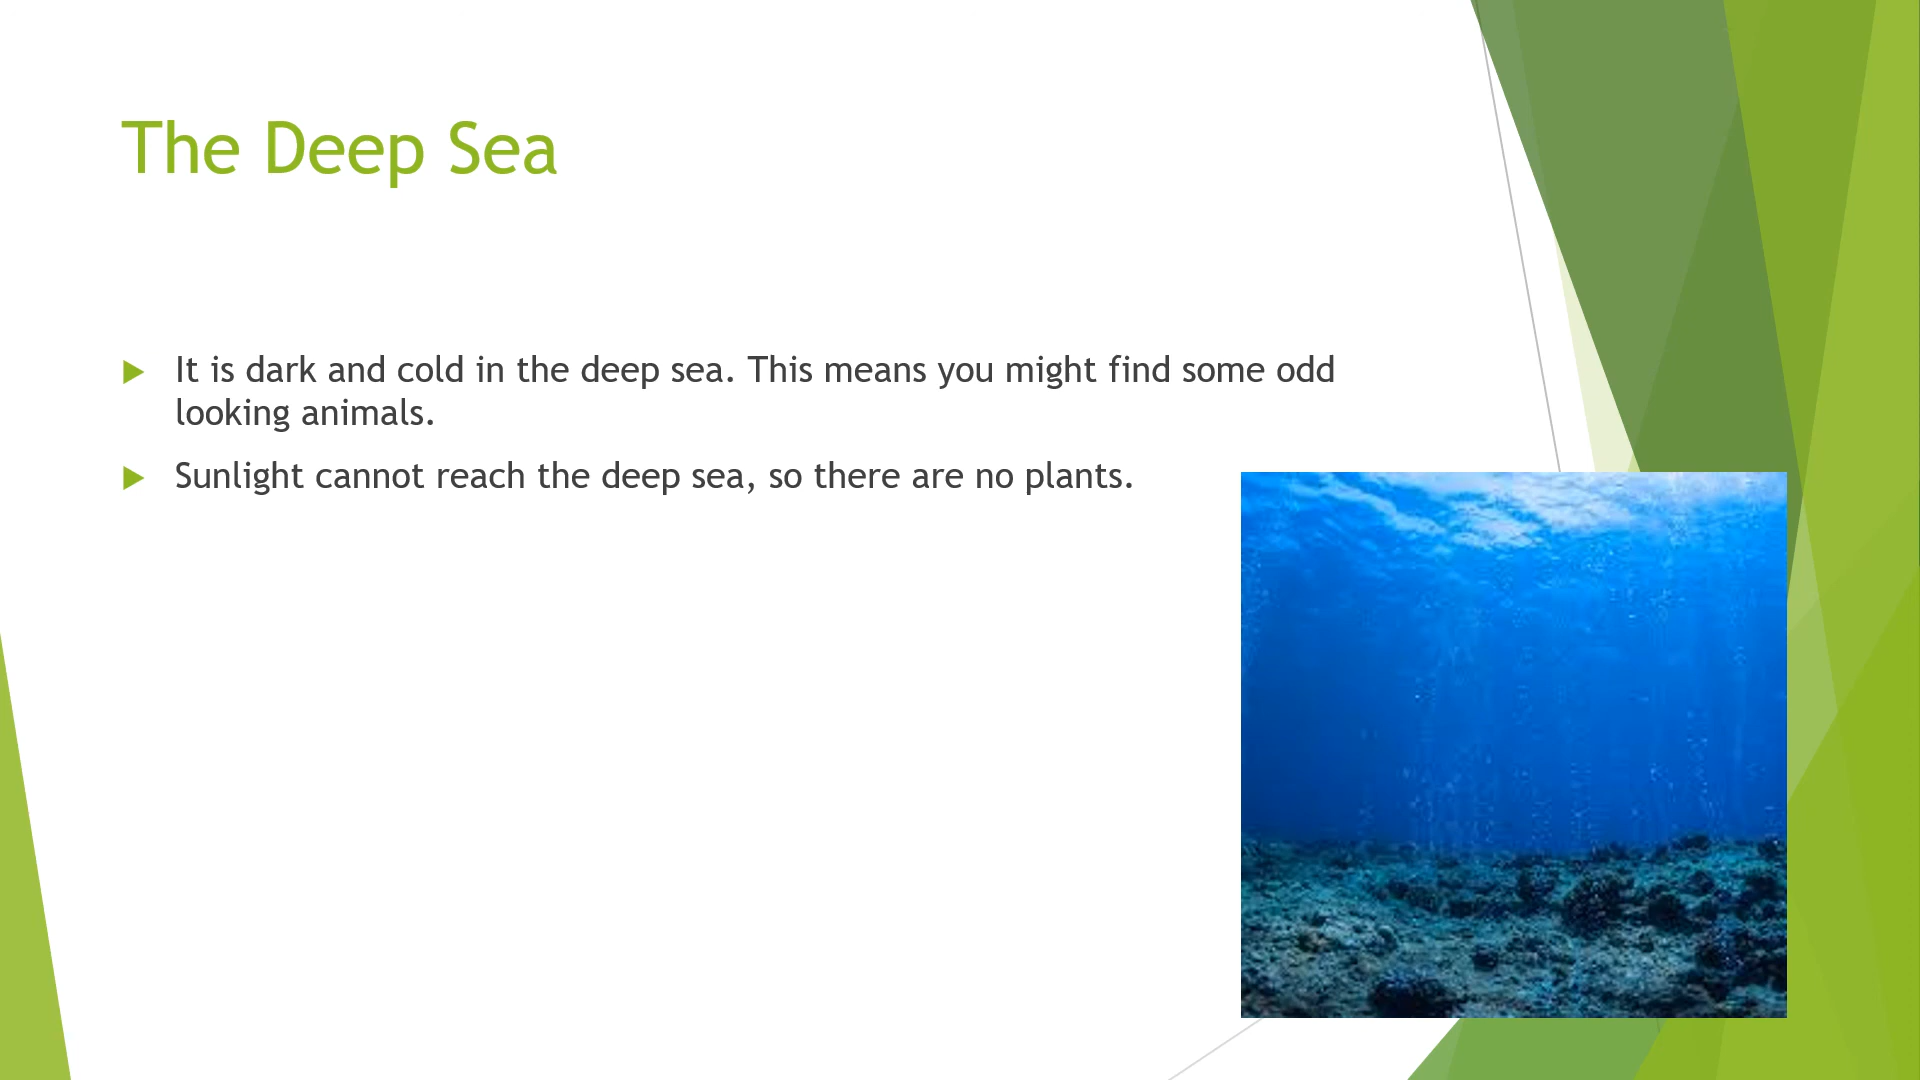 The Deep Sea
It is dark and cold in the deep sea. This means you might find some odd
looking animals.
Sunlight cannot reach the deep sea, so there are no plants.